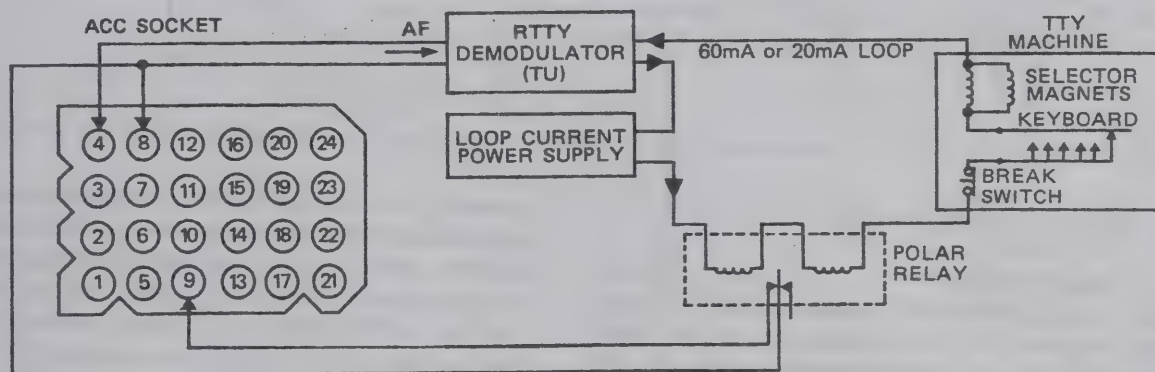 ACC SOCKET
AF
RTTY
DEMODULATOR
(TU)
60mA or 20mA LOOP
TTY
MACHINE
SELECTOR
MAGNETS
KEYBOARD
BREAK
SWITCH
LOOP CURRENT
POWER SUPPLY
POLAR
RELAY
4 8 12 16 20 24
3 7 11 15 19 23
2 6 10 14 18 22
1 5 9 13 17 21